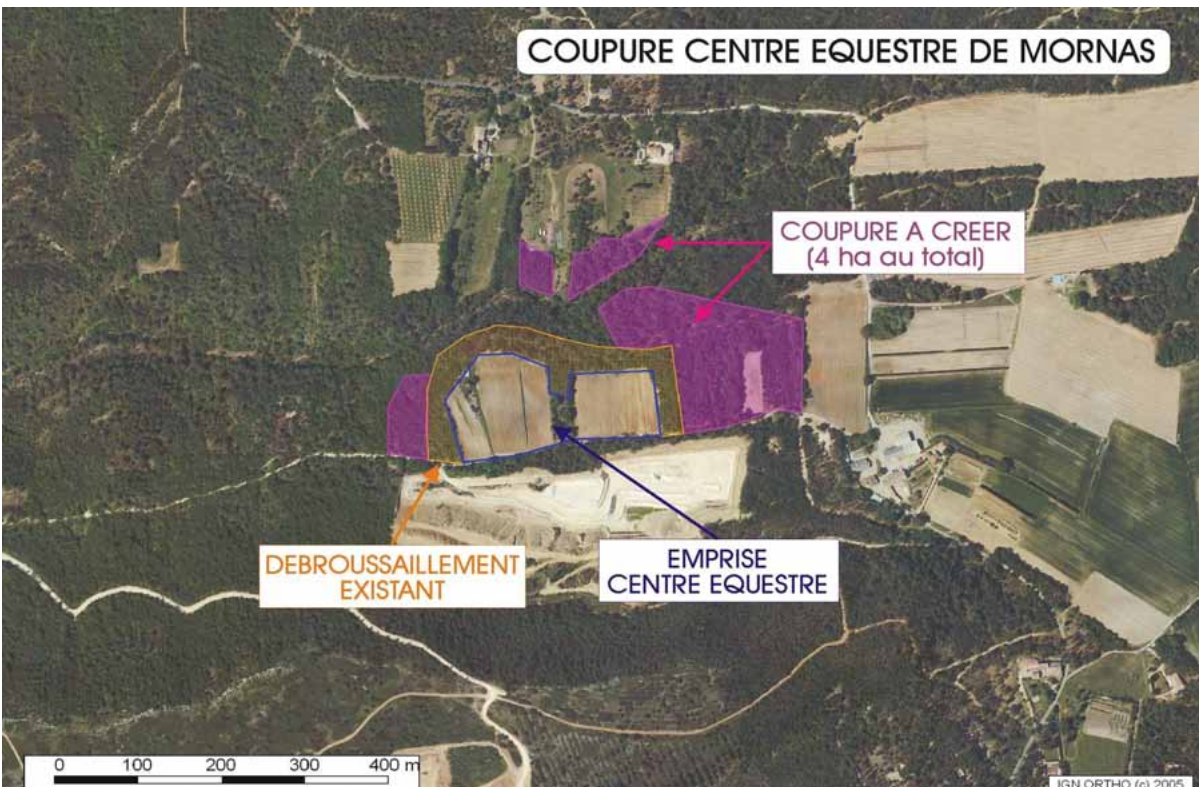 COUPURE CENTRE EQUESTRE DE MORNAS
COUPURE A CREER
(4 ha au total)
DEBROUSSAILLEMENT
EXISTANT
EMPRISE
CENTRE EQUESTRE
0 100 200 300 400 m
IGN ORTHO (c) 2005